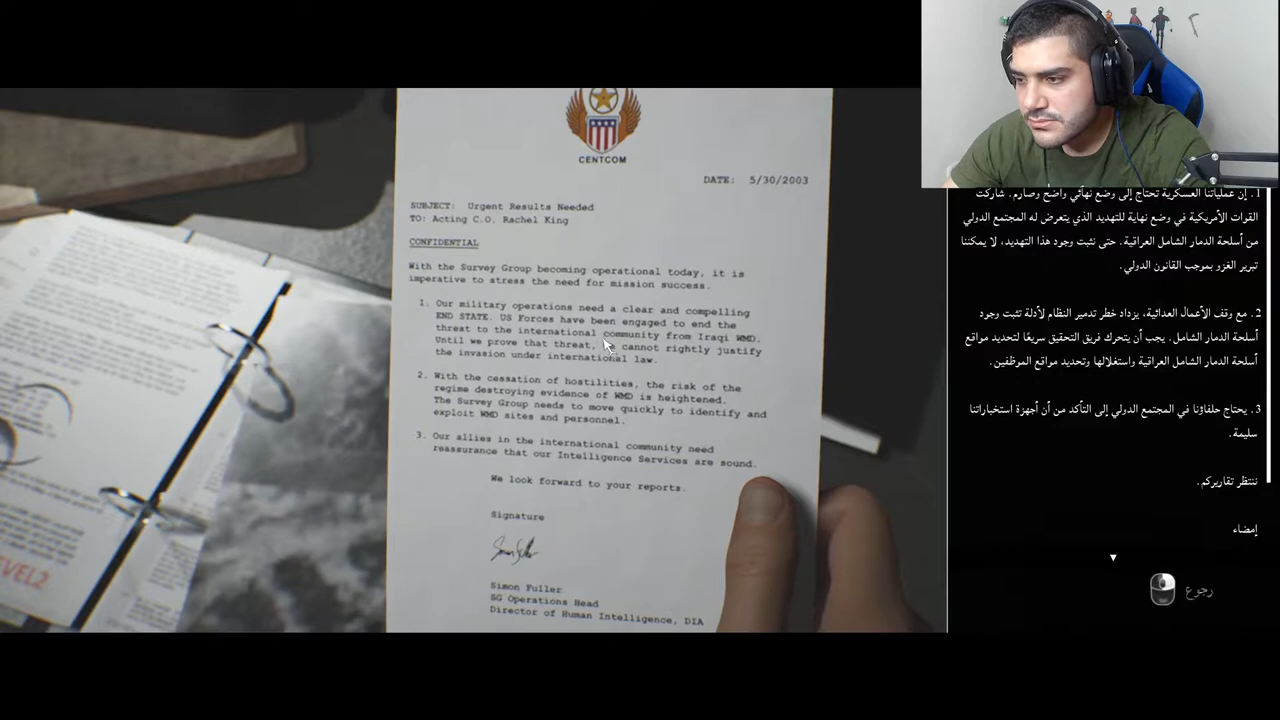 CENTCOM
DATE: 5/30/2003
SUBJECT: Urgent Results Needed
TO: Acting C.O. Rachel King
CONFIDENTIAL
With the Survey Group becoming operational today, it is
imperative to stress the need for mission success.
1. Our military operations need a clear and compelling
END STATE. US Forces have been engaged to end the
threat to the international community from Iraqi WMD.
Until we prove that threat, we cannot rightly justify
the invasion under international law.
2. With the cessation of hostilities, the risk of the
regime destroying evidence of WMD is heightened.
The Survey Group needs to move quickly to identify and
exploit WMD sites and personnel.
3. Our allies in the international community need
reassurance that our Intelligence Services are sound.
We look forward to your reports.
Signature
Simon Fuller
SG Operations Head
Director of Human Intelligence, DIA
LEVEL2
1. إن عملياتنا العسكرية تحتاج إلى وضع نهائي واضح وصارم. شاركت
القوات الأمريكية في وضع نهاية للتهديد الذي يتعرض له المجتمع الدولي
من أسلحة الدمار الشامل العراقية. حتى نثبت وجود هذا التهديد، لا يمكننا
تبرير الغزو بموجب القانون الدولي.
2. مع وقف الأعمال العدائية، يزداد خطر تدمير النظام لأدلة تثبت وجود
أسلحة الدمار الشامل. يجب أن يتحرك فريق التحقيق سريعًا لتحديد مواقع
أسلحة الدمار الشامل العراقية واستغلالها وتحديد مواقع الموظفين.
3. يحتاج حلفاؤنا في المجتمع الدولي إلى التأكد من أن أجهزة استخباراتنا
سليمة.
ننتظر تقاريركم.
إمضاء
رجوع